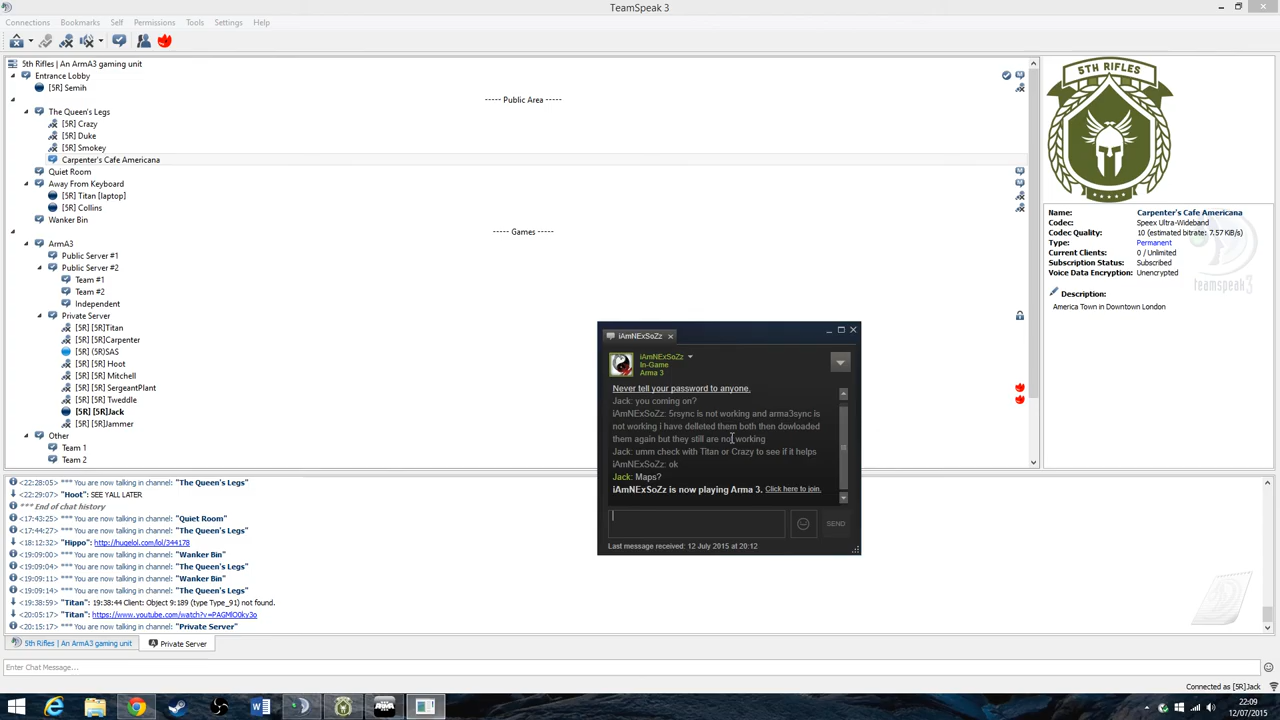 TeamSpeak 3
Connections Bookmarks Self Permissions Tools Settings Help
5th Rifles | An ArmA3 gaming unit
Entrance Lobby
[5R] Semih
----- Public Area -----
The Queen's Legs
[5R] Crazy
[5R] Duke
[5R] Smokey
Carpenter's Cafe Americana
Quiet Room
Away From Keyboard
[5R] Titan [laptop]
[5R] Collins
Wanker Bin
----- Games -----
ArmA3
Public Server #1
Public Server #2
Team #1
Team #2
Independent
Private Server
[5R] [5R]Titan
[5R] [5R]Carpenter
[5R] (5R)SAS
[5R] Hoot
[5R] Mitchell
[5R] SergeantPlant
[5R] Tweddle
[5R] [5R]Jack
[5R] [5R]Jammer
Other
Team 1
Team 2
5TH RIFLES
Name: Carpenter's Cafe Americana
Codec: Speex Ultra-Wideband
Codec Quality: 10 (estimated bitrate: 7.57 KiB/s)
Type: Permanent
Current Clients: 0 / Unlimited
Subscription Status: Subscribed
Voice Data Encryption: Unencrypted
teamspeak3
Description:
America Town in Downtown London
iAmNExSoZz
iAmNExSoZz
In-Game
Arma 3
Never tell your password to anyone.
Jack: you coming on?
iAmNExSoZz: 5rsync is not working and arma3sync is
not working i have delleted them both then dowloaded
them again but they still are not working
Jack: umm check with Titan or Crazy to see if it helps
iAmNExSoZz: ok
Jack: Maps?
iAmNExSoZz is now playing Arma 3. Click here to join.
SEND
Last message received: 12 July 2015 at 20:12
<22:28:05> *** You are now talking in channel: "The Queen's Legs"
<22:29:07> "Hoot": SEE YALL LATER
*** End of chat history
<17:43:25> *** You are now talking in channel: "Quiet Room"
<17:44:27> *** You are now talking in channel: "The Queen's Legs"
<18:12:32> "Hippo": http://hugelol.com/lol/344178
<19:09:00> *** You are now talking in channel: "Wanker Bin"
<19:09:04> *** You are now talking in channel: "The Queen's Legs"
<19:09:11> *** You are now talking in channel: "Wanker Bin"
<19:09:14> *** You are now talking in channel: "The Queen's Legs"
<19:38:59> "Titan": 19:38:44 Client: Object 9:189 (type Type_91) not found.
<20:05:17> "Titan": https://www.youtube.com/watch?v=PAGMlO0ky3o
<20:15:17> *** You are now talking in channel: "Private Server"
5th Rifles | An ArmA3 gaming unit Private Server
Enter Chat Message...
Connected as [5R]Jack
22:09
12/07/2015